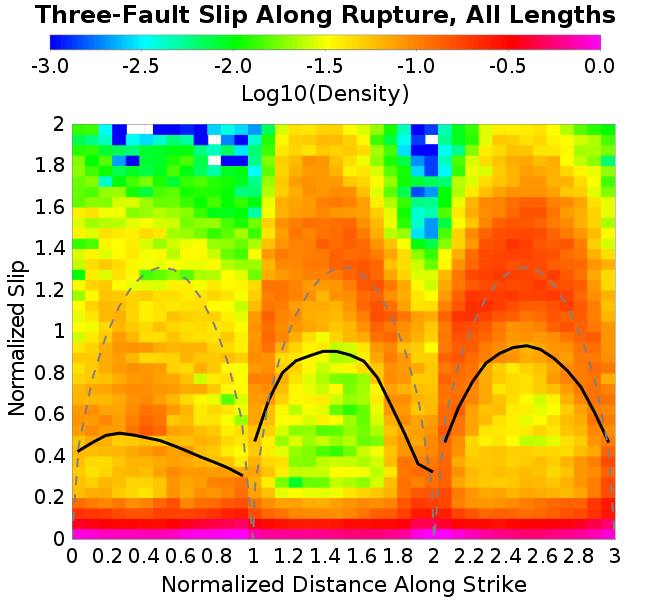 Three-Fault Slip Along Rupture, All Lengths
-3.0 -2.5 -2.0 -1.5 -1.0 -0.5 0.0
Log10(Density)
2
1.8
1.6
1.4
1.2
1
0.8
0.6
0.4
0.2
0
Normalized Slip
0 0.2 0.4 0.6 0.8 1 1.2 1.4 1.6 1.8 2 2.2 2.4 2.6 2.8 3
Normalized Distance Along Strike